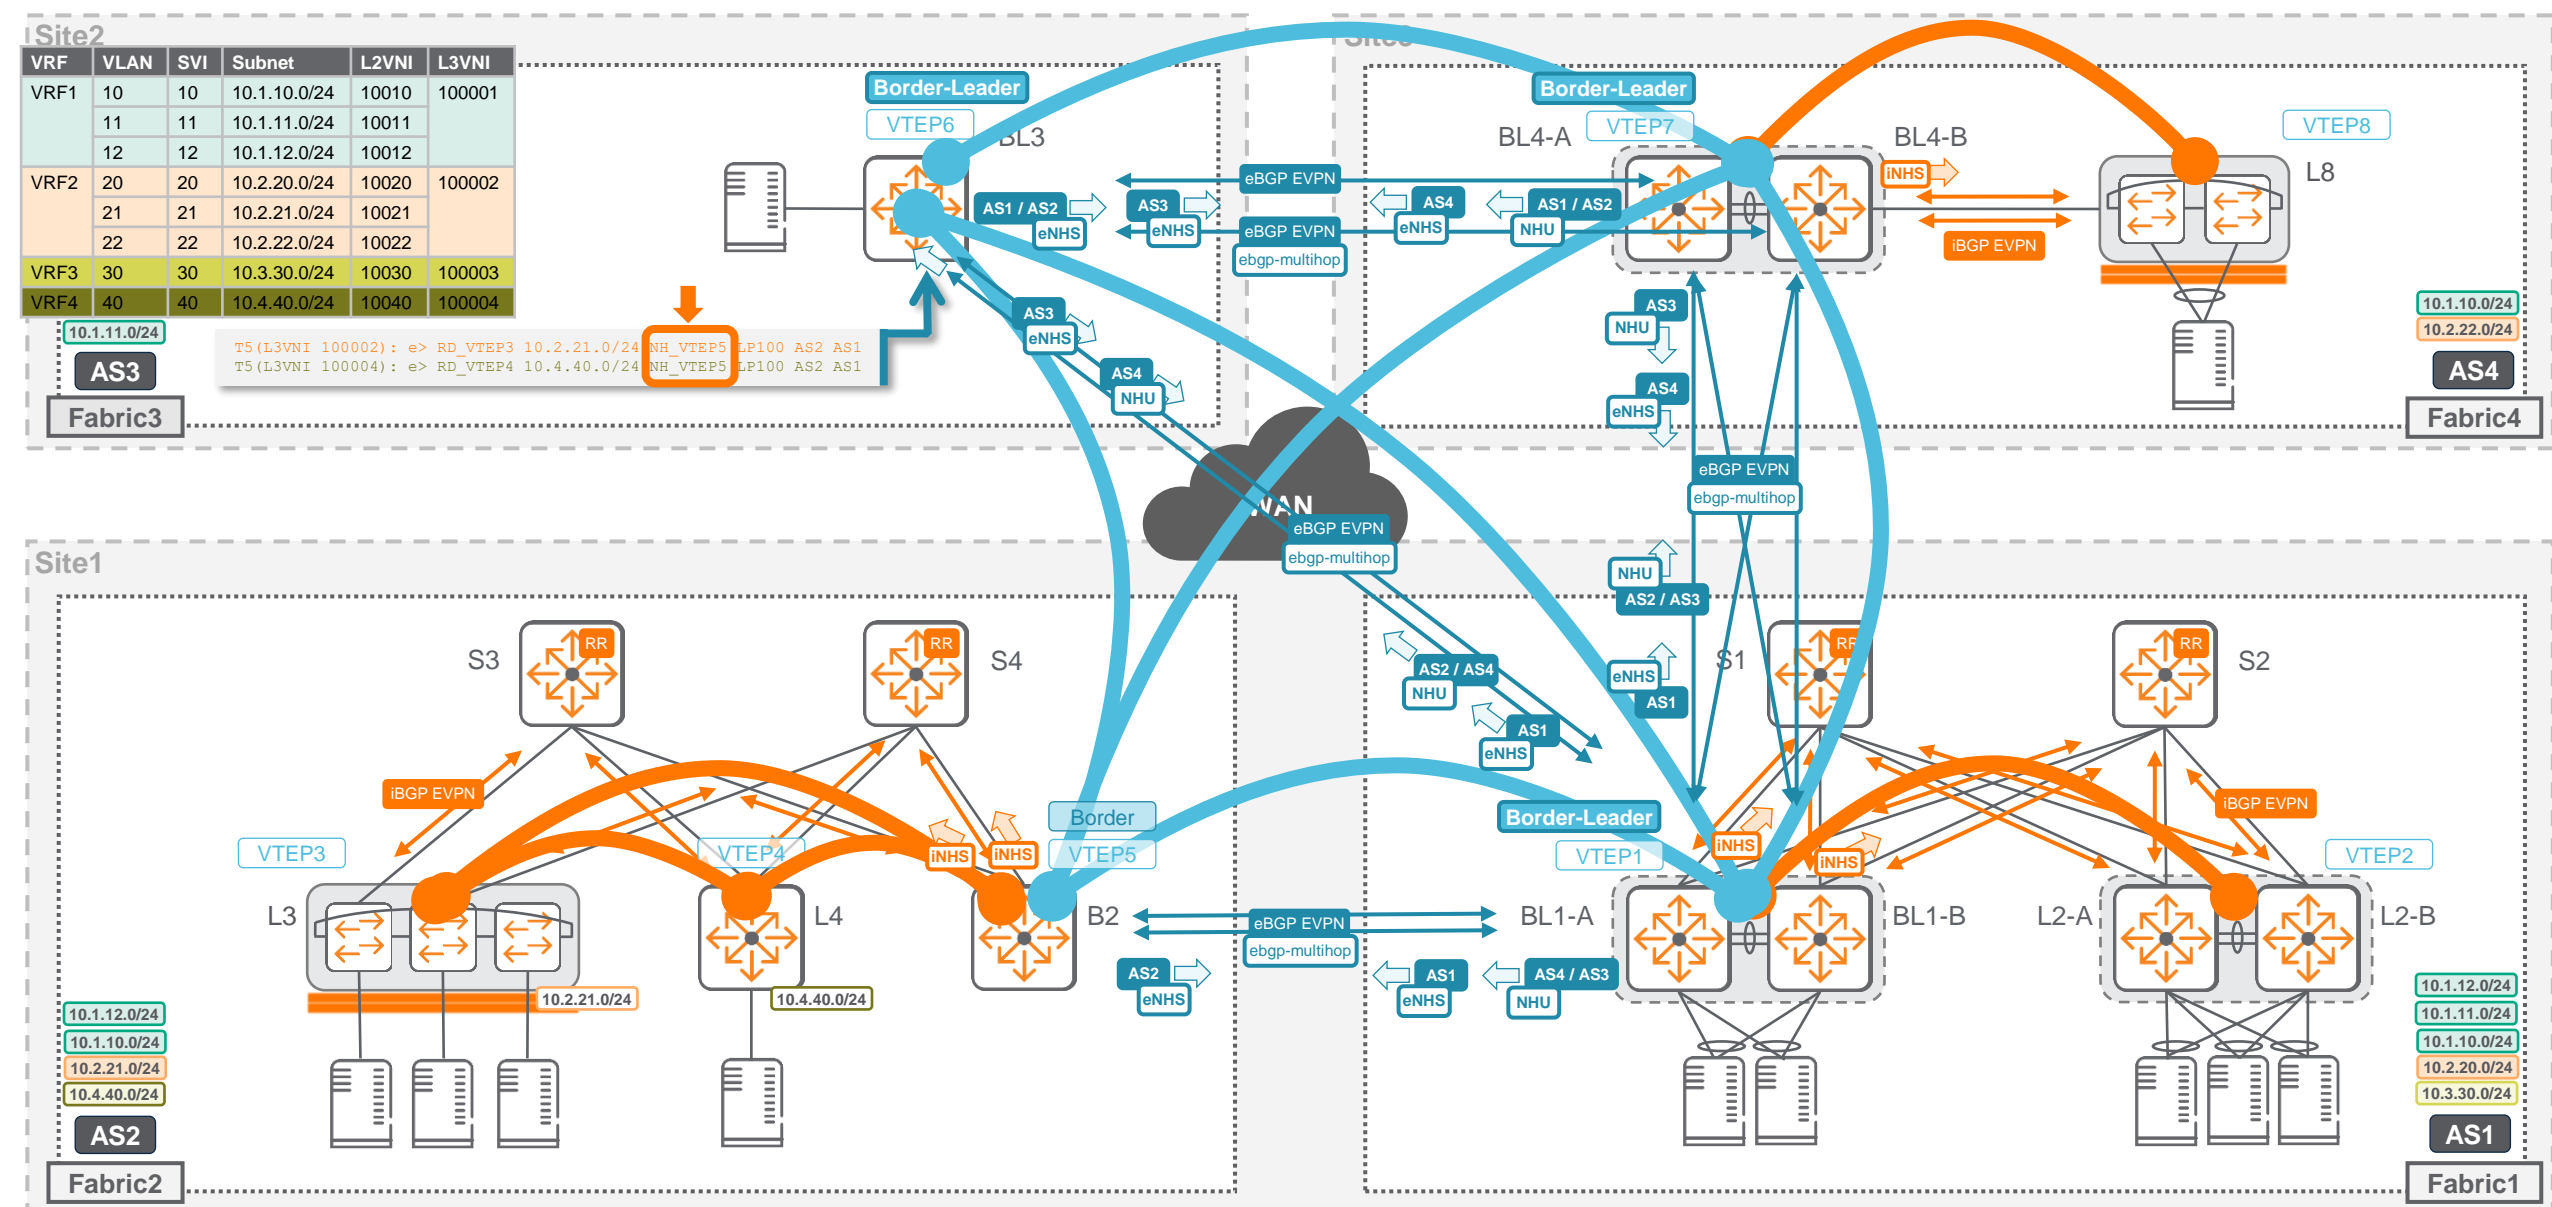 Site2
VRF VLAN SVI Subnet L2VNI L3VNI
VRF1 10 10 10.1.10.0/24 10010 100001
11 11 10.1.11.0/24 10011
12 12 10.1.12.0/24 10012
VRF2 20 20 10.2.20.0/24 10020 100002
21 21 10.2.21.0/24 10021
22 22 10.2.22.0/24 10022
VRF3 30 30 10.3.30.0/24 10030 100003
VRF4 40 40 10.4.40.0/24 10040 100004
10.1.11.0/24
AS3
Fabric3
T5(L3VNI 100002): e> RD_VTEP3 10.2.21.0/24 NH_VTEP5 LP100 AS2 AS1
T5(L3VNI 100004): e> RD_VTEP4 10.4.40.0/24 NH_VTEP5 LP100 AS2 AS1
Border-Leader
VTEP6
BL3
AS1 / AS2
eNHS
AS3
eNHS
eBGP EVPN
eBGP EVPN
ebgp-multihop
AS4
eNHS
AS1 / AS2
NHU
AS3
eNHS
AS4
NHU
Border-Leader
BL4-A
VTEP7
BL4-B
iNHS
iBGP EVPN
VTEP8
L8
10.1.10.0/24
10.2.22.0/24
AS4
Fabric4
AS3
NHU
AS4
eNHS
eBGP EVPN
ebgp-multihop
WAN
eBGP EVPN
ebgp-multihop
NHU
AS2 / AS3
eNHS
AS1
AS2 / AS4
NHU
AS1
eNHS
Site1
S3
RR
RR
S4
iBGP EVPN
VTEP3
VTEP4
iNHS
iNHS
Border
VTEP5
L3
L4
B2
10.2.21.0/24
10.4.40.0/24
10.1.12.0/24
10.1.10.0/24
10.2.21.0/24
10.4.40.0/24
AS2
Fabric2
eBGP EVPN
ebgp-multihop
AS2
eNHS
AS1
eNHS
AS4 / AS3
NHU
S1
RR
RR
S2
Border-Leader
VTEP1
iNHS
iNHS
iBGP EVPN
VTEP2
BL1-A
BL1-B
L2-A
L2-B
10.1.12.0/24
10.1.11.0/24
10.1.10.0/24
10.2.20.0/24
10.3.30.0/24
AS1
Fabric1